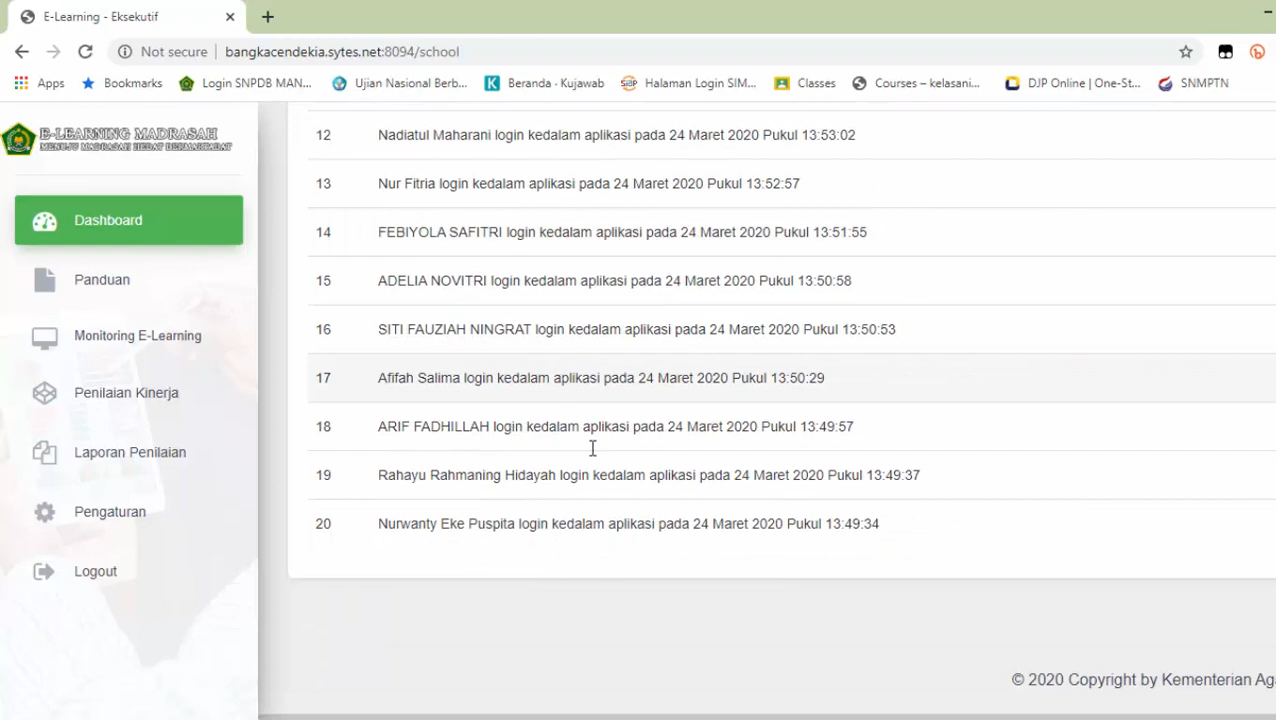 E-Learning - Eksekutif
Not secure
bangkacendekia.sytes.net:8094/school
Apps
Bookmarks
Login SNPDB MAN...
Ujian Nasional Berb...
Beranda - Kujawab
Halaman Login SIM...
Classes
Courses – kelasani...
DJP Online | One-St...
SNMPTN
E-LEARNING MADRASAH
MENUJU MADRASAH HEBAT BERMARTABAT
Dashboard
Panduan
Monitoring E-Learning
Penilaian Kinerja
Laporan Penilaian
Pengaturan
Logout
12 Nadiatul Maharani login kedalam aplikasi pada 24 Maret 2020 Pukul 13:53:02
13 Nur Fitria login kedalam aplikasi pada 24 Maret 2020 Pukul 13:52:57
14 FEBIYOLA SAFITRI login kedalam aplikasi pada 24 Maret 2020 Pukul 13:51:55
15 ADELIA NOVITRI login kedalam aplikasi pada 24 Maret 2020 Pukul 13:50:58
16 SITI FAUZIAH NINGRAT login kedalam aplikasi pada 24 Maret 2020 Pukul 13:50:53
17 Afifah Salima login kedalam aplikasi pada 24 Maret 2020 Pukul 13:50:29
18 ARIF FADHILLAH login kedalam aplikasi pada 24 Maret 2020 Pukul 13:49:57
19 Rahayu Rahmaning Hidayah login kedalam aplikasi pada 24 Maret 2020 Pukul 13:49:37
20 Nurwanty Eke Puspita login kedalam aplikasi pada 24 Maret 2020 Pukul 13:49:34
© 2020 Copyright by Kementerian Aga